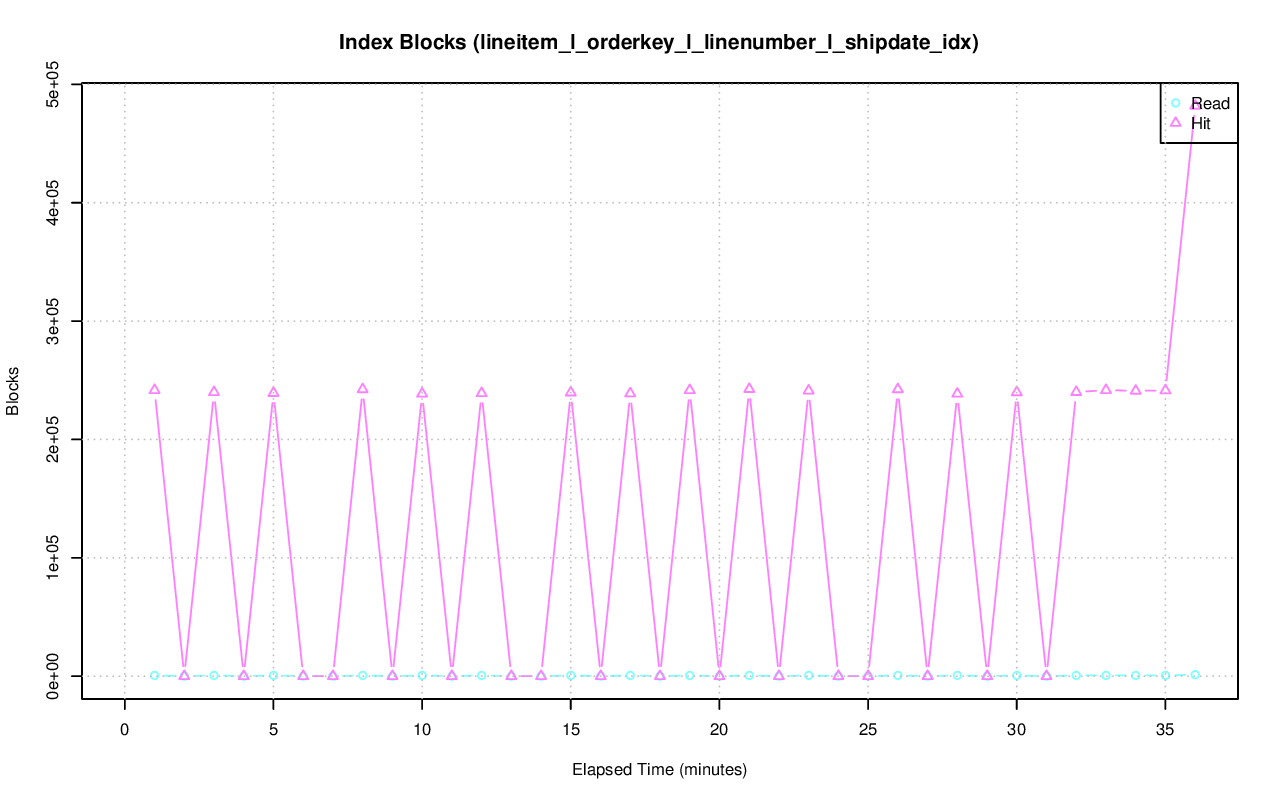 Index Blocks (lineitem_l_orderkey_l_linenumber_l_shipdate_idx)
5e+05
4e+05
3e+05
2e+05
1e+05
0e+00
Blocks
Read
Hit
0 5 10 15 20 25 30 35
Elapsed Time (minutes)